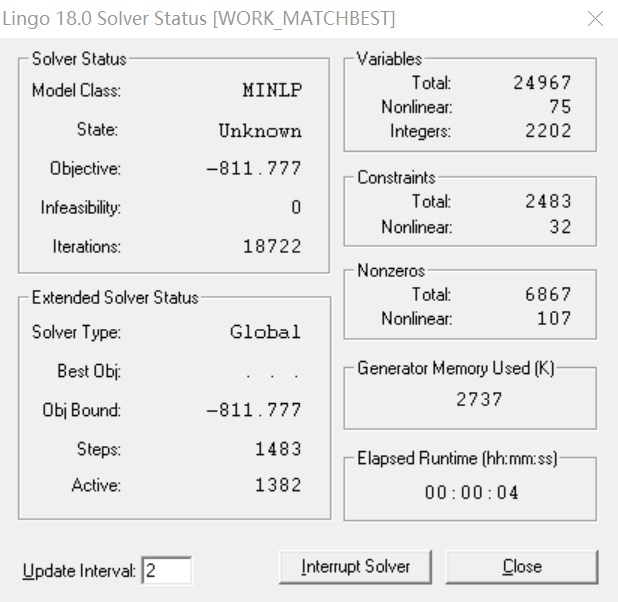 Lingo 18.0 Solver Status [WORK_MATCHBEST]
Solver Status
Model Class: MINLP
State: Unknown
Objective: -811.777
Infeasibility: 0
Iterations: 18722
Extended Solver Status
Solver Type: Global
Best Obj: . . .
Obj Bound: -811.777
Steps: 1483
Active: 1382
Variables
Total: 24967
Nonlinear: 75
Integers: 2202
Constraints
Total: 2483
Nonlinear: 32
Nonzeros
Total: 6867
Nonlinear: 107
Generator Memory Used (K)
2737
Elapsed Runtime (hh:mm:ss)
00:00:04
Update Interval: 2
Interrupt Solver
Close